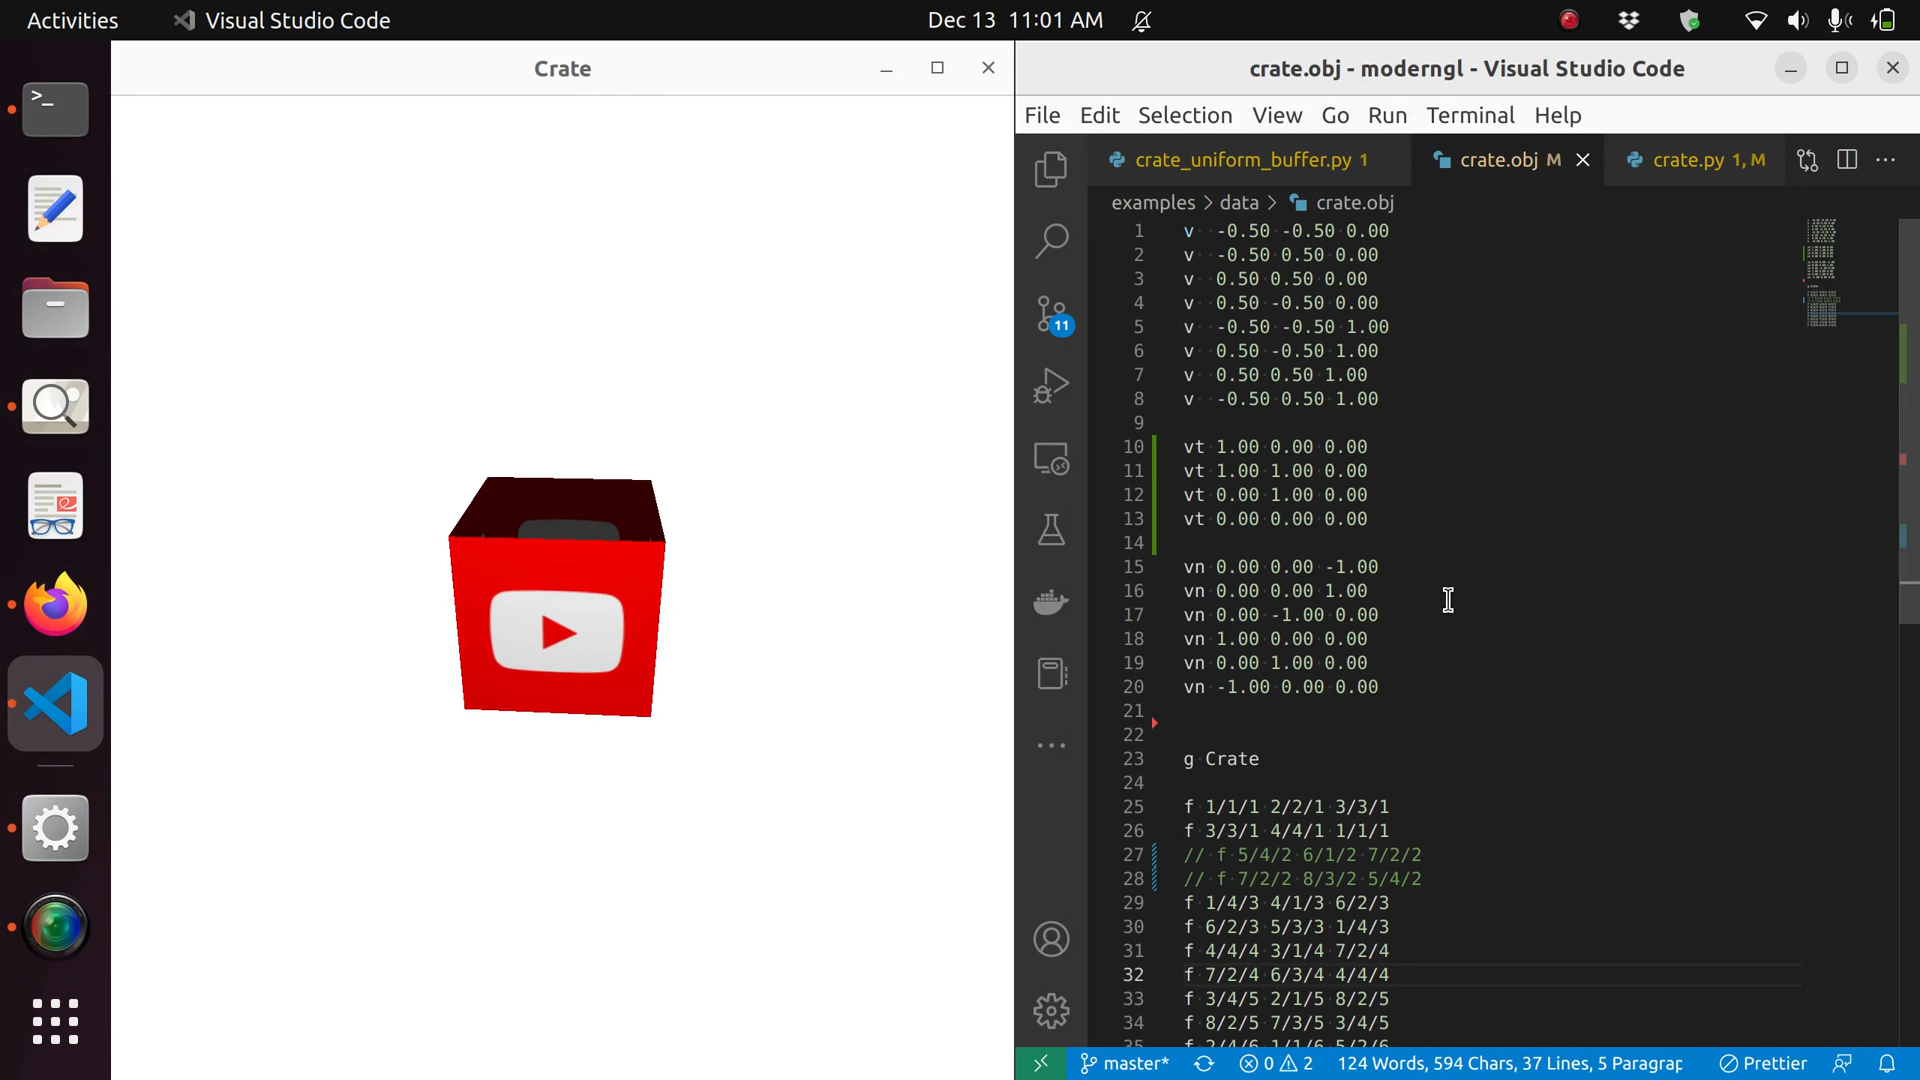 Activities
Visual Studio Code
Dec 13 11:01 AM
Crate
crate.obj - moderngl - Visual Studio Code
File Edit Selection View Go Run Terminal Help
crate_uniform_buffer.py 1
crate.obj M
crate.py 1, M
examples > data > crate.obj
11
1 v  -0.50 -0.50 0.00
2 v  -0.50 0.50 0.00
3 v  0.50 0.50 0.00
4 v  0.50 -0.50 0.00
5 v  -0.50 -0.50 1.00
6 v  0.50 -0.50 1.00
7 v  0.50 0.50 1.00
8 v  -0.50 0.50 1.00
9
10 vt 1.00 0.00 0.00
11 vt 1.00 1.00 0.00
12 vt 0.00 1.00 0.00
13 vt 0.00 0.00 0.00
14
15 vn 0.00 0.00 -1.00
16 vn 0.00 0.00 1.00
17 vn 0.00 -1.00 0.00
18 vn 1.00 0.00 0.00
19 vn 0.00 1.00 0.00
20 vn -1.00 0.00 0.00
21
22
23 g Crate
24
25 f 1/1/1 2/2/1 3/3/1
26 f 3/3/1 4/4/1 1/1/1
27 // f 5/4/2 6/1/2 7/2/2
28 // f 7/2/2 8/3/2 5/4/2
29 f 1/4/3 4/1/3 6/2/3
30 f 6/2/3 5/3/3 1/4/3
31 f 4/4/4 3/1/4 7/2/4
32 f 7/2/4 6/3/4 4/4/4
33 f 3/4/5 2/1/5 8/2/5
34 f 8/2/5 7/3/5 3/4/5
35 f 2/4/6 1/1/6 5/2/6
master* 0 2 124 Words, 594 Chars, 37 Lines, 5 Paragrap Prettier